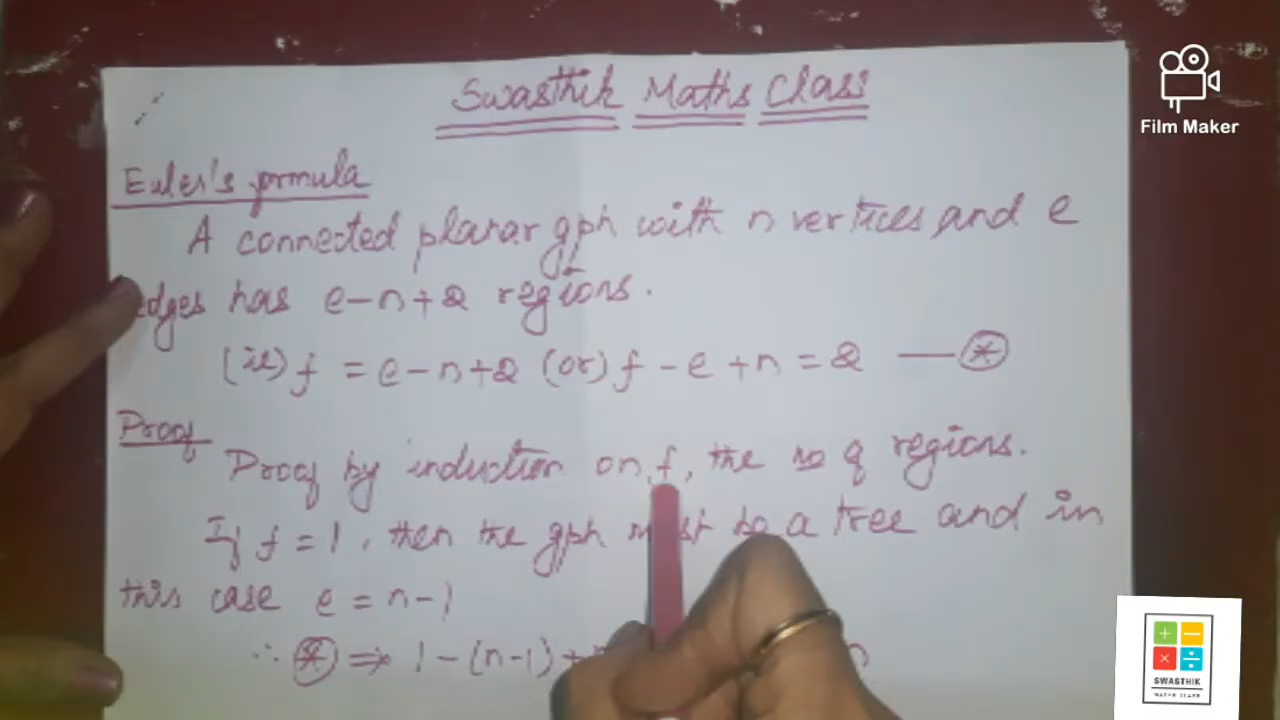 Swasthik Maths Class
Film Maker
Euler's formula
A connected planar gph with n vertices and e
edges has e-n+2 regions.
(ie) f = e-n+2 (or) f - e + n = 2 — *
Proof
Proof by induction on f, the no of regions.
If f = 1, then the gph must be a tree and in
this case e = n-1
∴ * ⇒ 1 - (n-1) +
SWASTHIK
MATHS CLASS